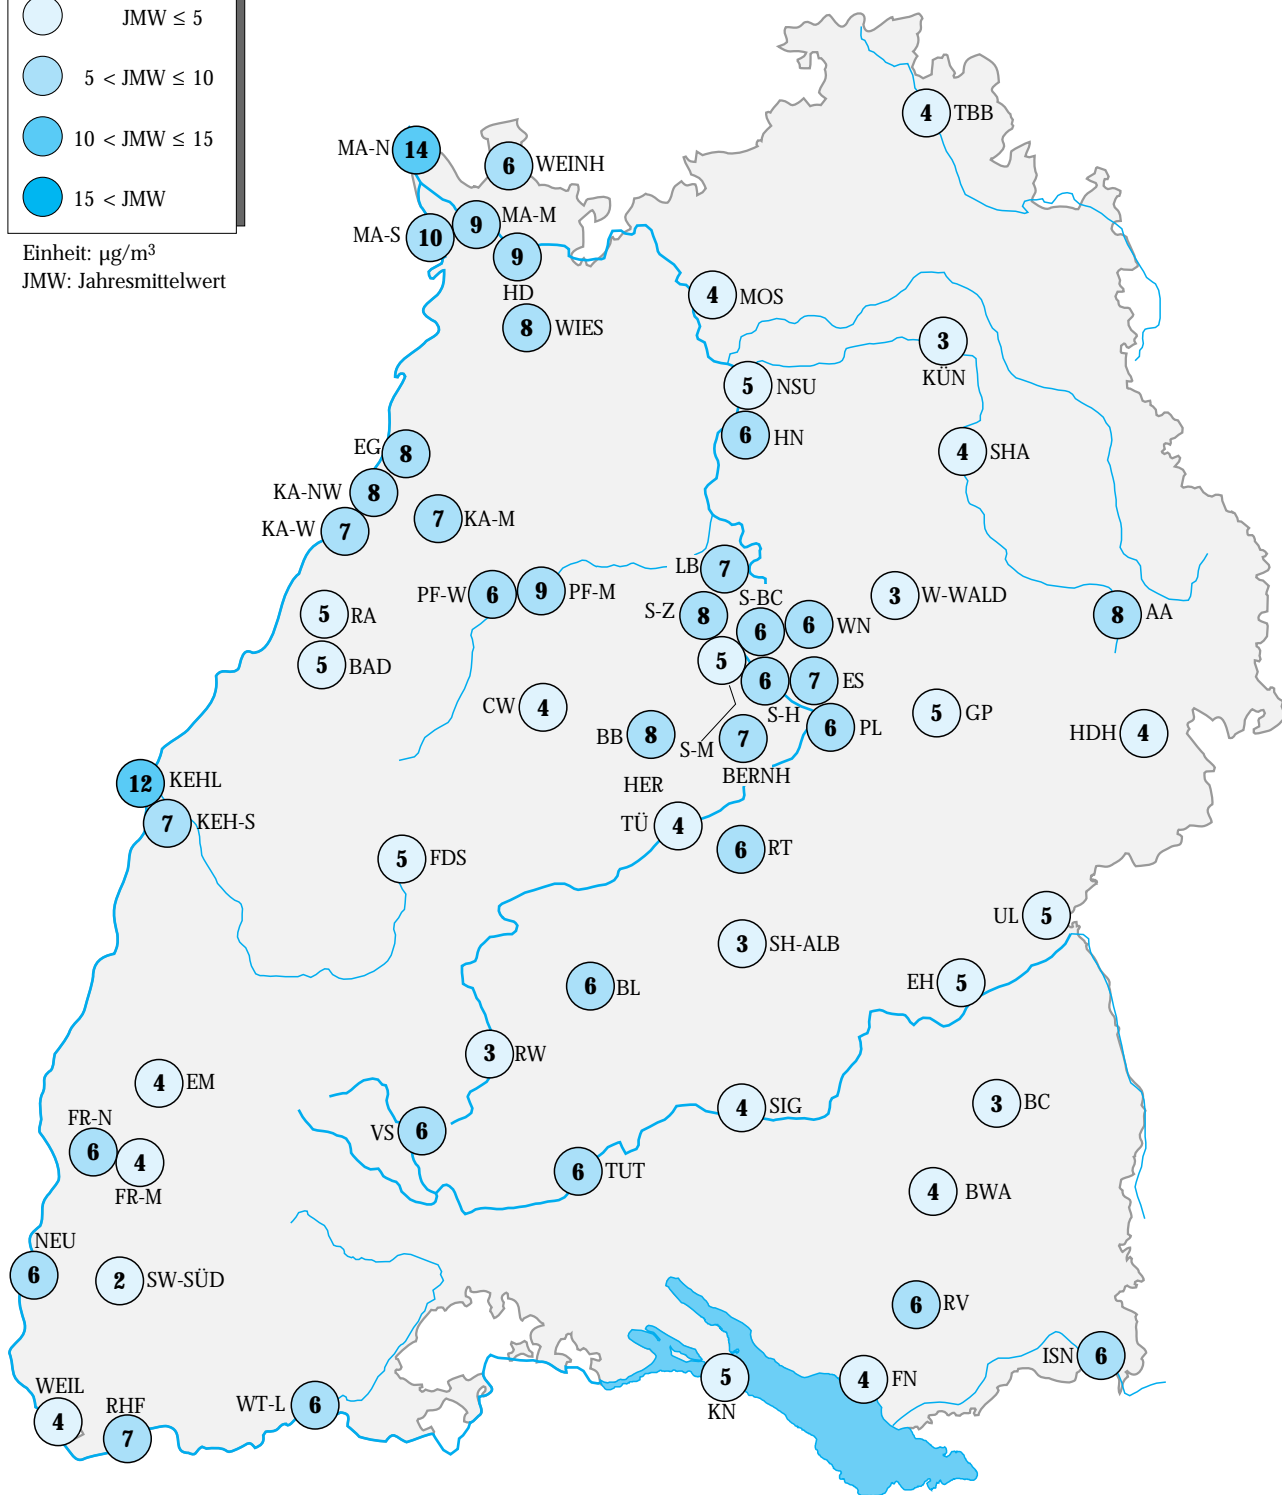 JMW ≤ 5
5 < JMW ≤ 10
10 < JMW ≤ 15
15 < JMW
Einheit: µg/m³
JMW: Jahresmittelwert
4 TBB
MA-N 14
6 WEINH
9 MA-M
MA-S 10
9
HD
8 WIES
4 MOS
3
KÜN
5 NSU
6 HN
4 SHA
EG 8
KA-NW 8
KA-W 7
7 KA-M
LB 7
PF-W 6
9 PF-M
3 W-WALD
S-BC
S-Z 8
6
6 WN
8 AA
5 RA
5 BAD
5
6
7 ES
S-H
CW 4
5 GP
6 PL
HDH 4
BB 8
S-M
7
BERNH
12 KEHL
HER
7 KEH-S
TÜ 4
6 RT
5 FDS
UL 5
3 SH-ALB
EH 5
6 BL
3 RW
4 EM
4 SIG
3 BC
FR-N
6
VS 6
4
FR-M
6 TUT
4 BWA
NEU
6
2 SW-SÜD
6 RV
ISN 6
5
KN
4 FN
WEIL
4
RHF
7
WT-L 6